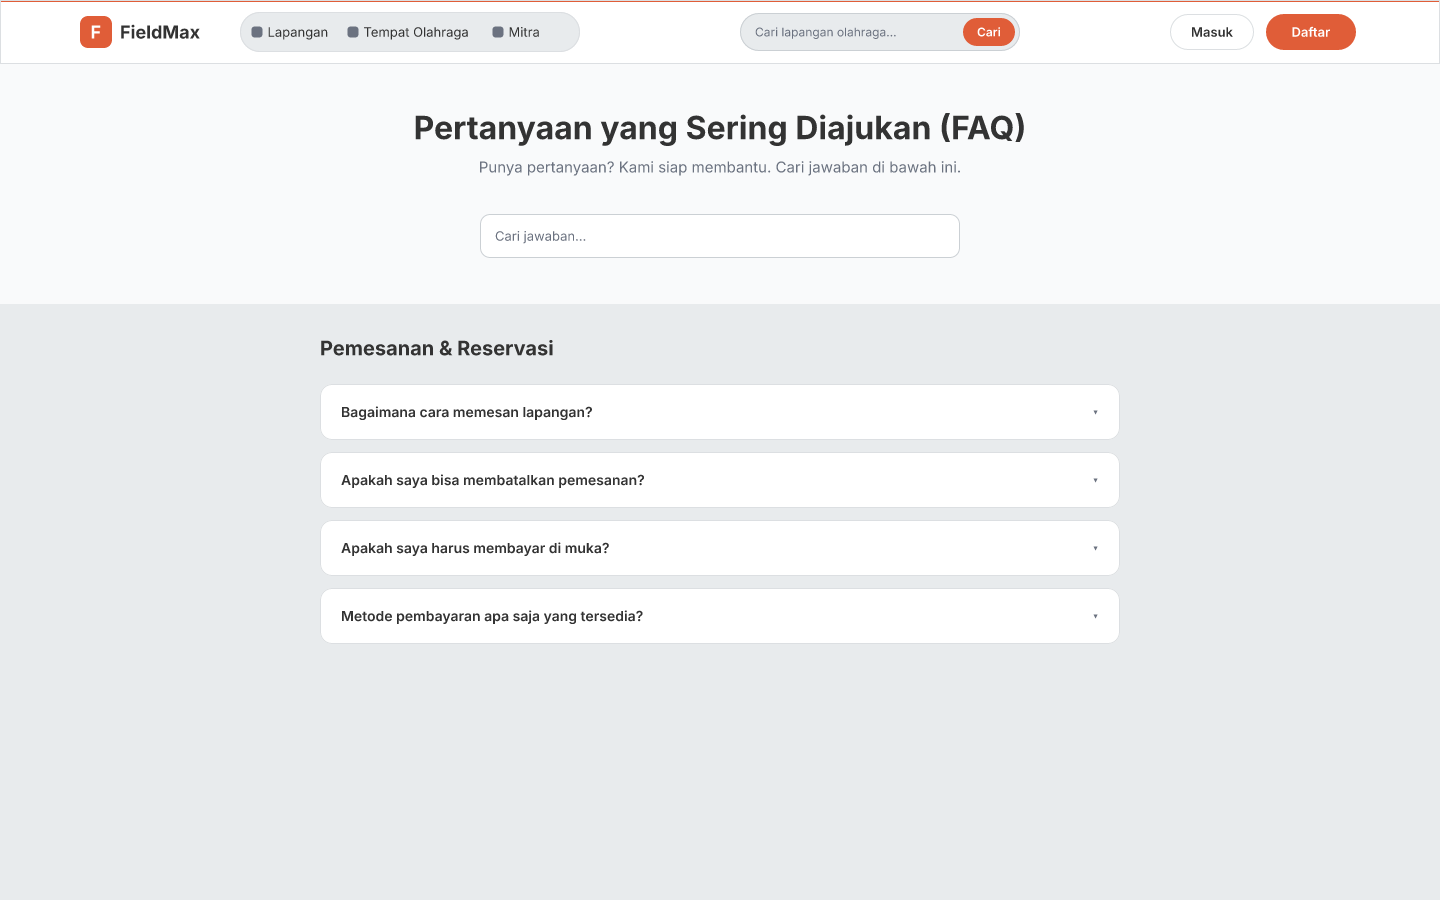 F FieldMax
Lapangan
Tempat Olahraga
Mitra
Cari lapangan olahraga...
Cari
Masuk
Daftar
Pertanyaan yang Sering Diajukan (FAQ)
Punya pertanyaan? Kami siap membantu. Cari jawaban di bawah ini.
Cari jawaban...
Pemesanan & Reservasi
Bagaimana cara memesan lapangan?
Apakah saya bisa membatalkan pemesanan?
Apakah saya harus membayar di muka?
Metode pembayaran apa saja yang tersedia?